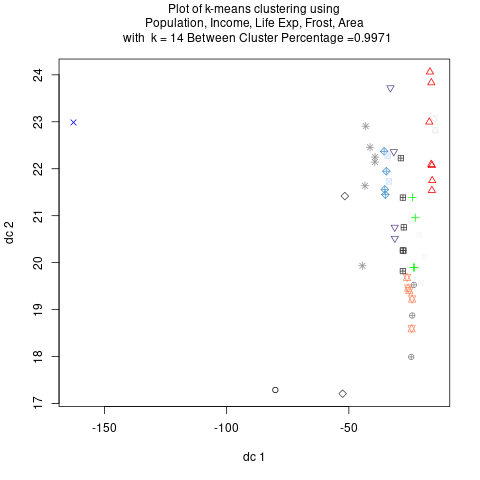 Plot of k-means clustering using
Population, Income, Life Exp, Frost, Area
with k = 14 Between Cluster Percentage =0.9971
24
23
22
21
20
19
18
17
dc 2
-150
-100
-50
dc 1